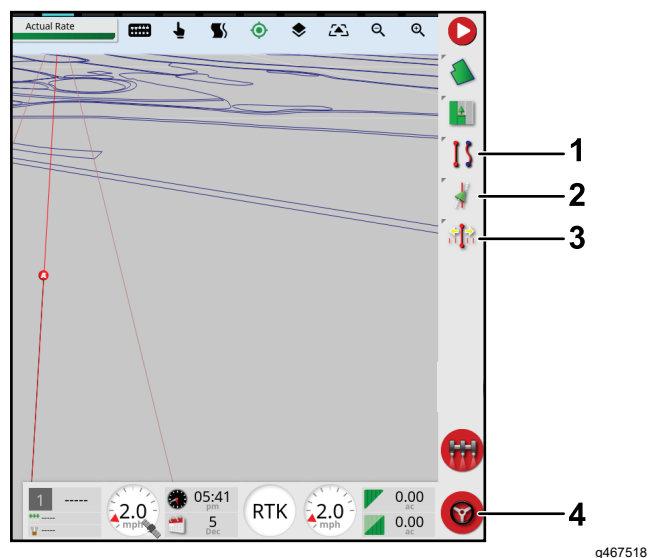 Actual Rate
1
2
3
A
1
-----
-----
-----
2.0
mph
05:41
pm
5
Dec
RTK
2.0
mph
0.00
ac
0.00
ac
4
g467518